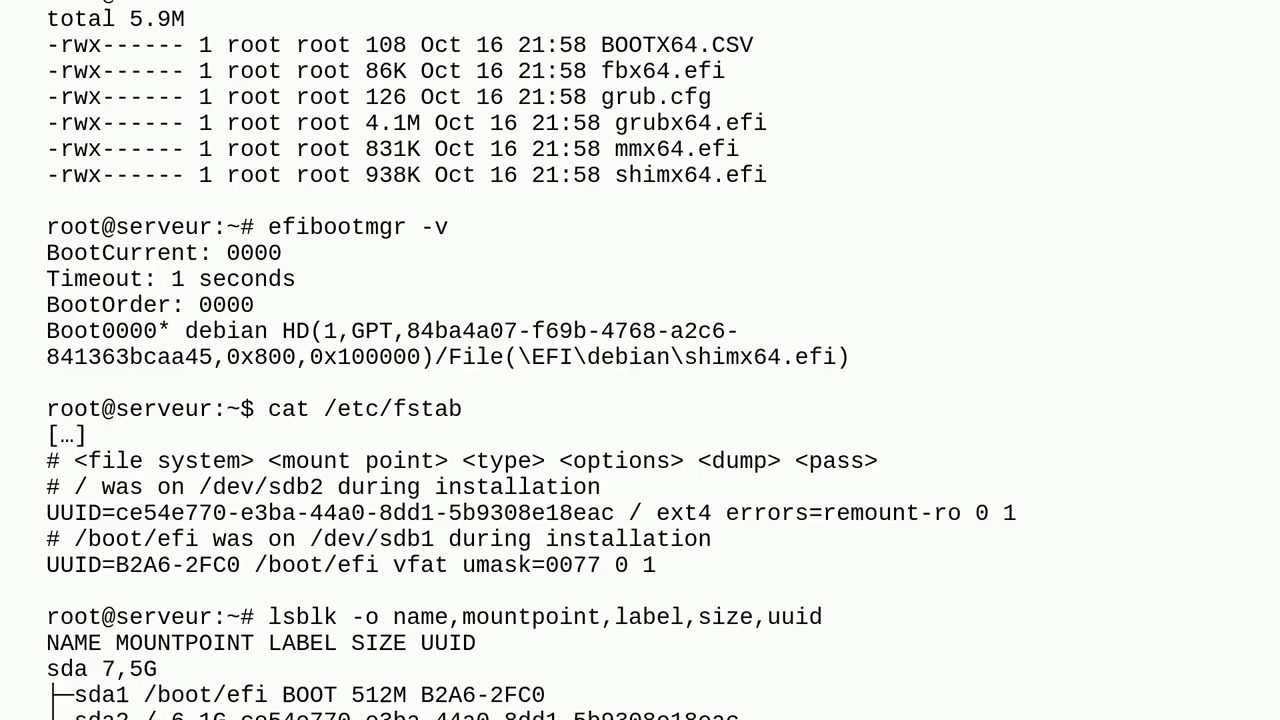 total 5.9M
-rwx------ 1 root root 108 Oct 16 21:58 BOOTX64.CSV
-rwx------ 1 root root 86K Oct 16 21:58 fbx64.efi
-rwx------ 1 root root 126 Oct 16 21:58 grub.cfg
-rwx------ 1 root root 4.1M Oct 16 21:58 grubx64.efi
-rwx------ 1 root root 831K Oct 16 21:58 mmx64.efi
-rwx------ 1 root root 938K Oct 16 21:58 shimx64.efi
root@serveur:~# efibootmgr -v
BootCurrent: 0000
Timeout: 1 seconds
BootOrder: 0000
Boot0000* debian HD(1,GPT,84ba4a07-f69b-4768-a2c6-
841363bcaa45,0x800,0x100000)/File(\EFI\debian\shimx64.efi)
root@serveur:~$ cat /etc/fstab
[…]
# <file system> <mount point> <type> <options> <dump> <pass>
# / was on /dev/sdb2 during installation
UUID=ce54e770-e3ba-44a0-8dd1-5b9308e18eac / ext4 errors=remount-ro 0 1
# /boot/efi was on /dev/sdb1 during installation
UUID=B2A6-2FC0 /boot/efi vfat umask=0077 0 1
root@serveur:~# lsblk -o name,mountpoint,label,size,uuid
NAME MOUNTPOINT LABEL SIZE UUID
sda 7,5G
├─sda1 /boot/efi BOOT 512M B2A6-2FC0
sda2 / 6,1G ce54e770-e3ba-44a0-8dd1-5b9308e18eac